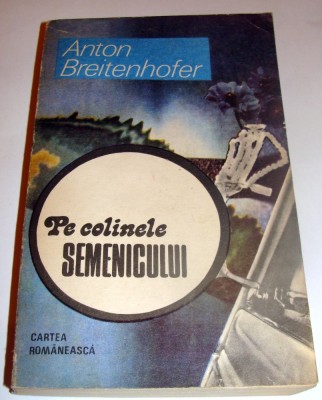 Anton
Breitenhofer
Pe colinele
SEMENICULUI
CARTEA
ROMÂNEASCĂ